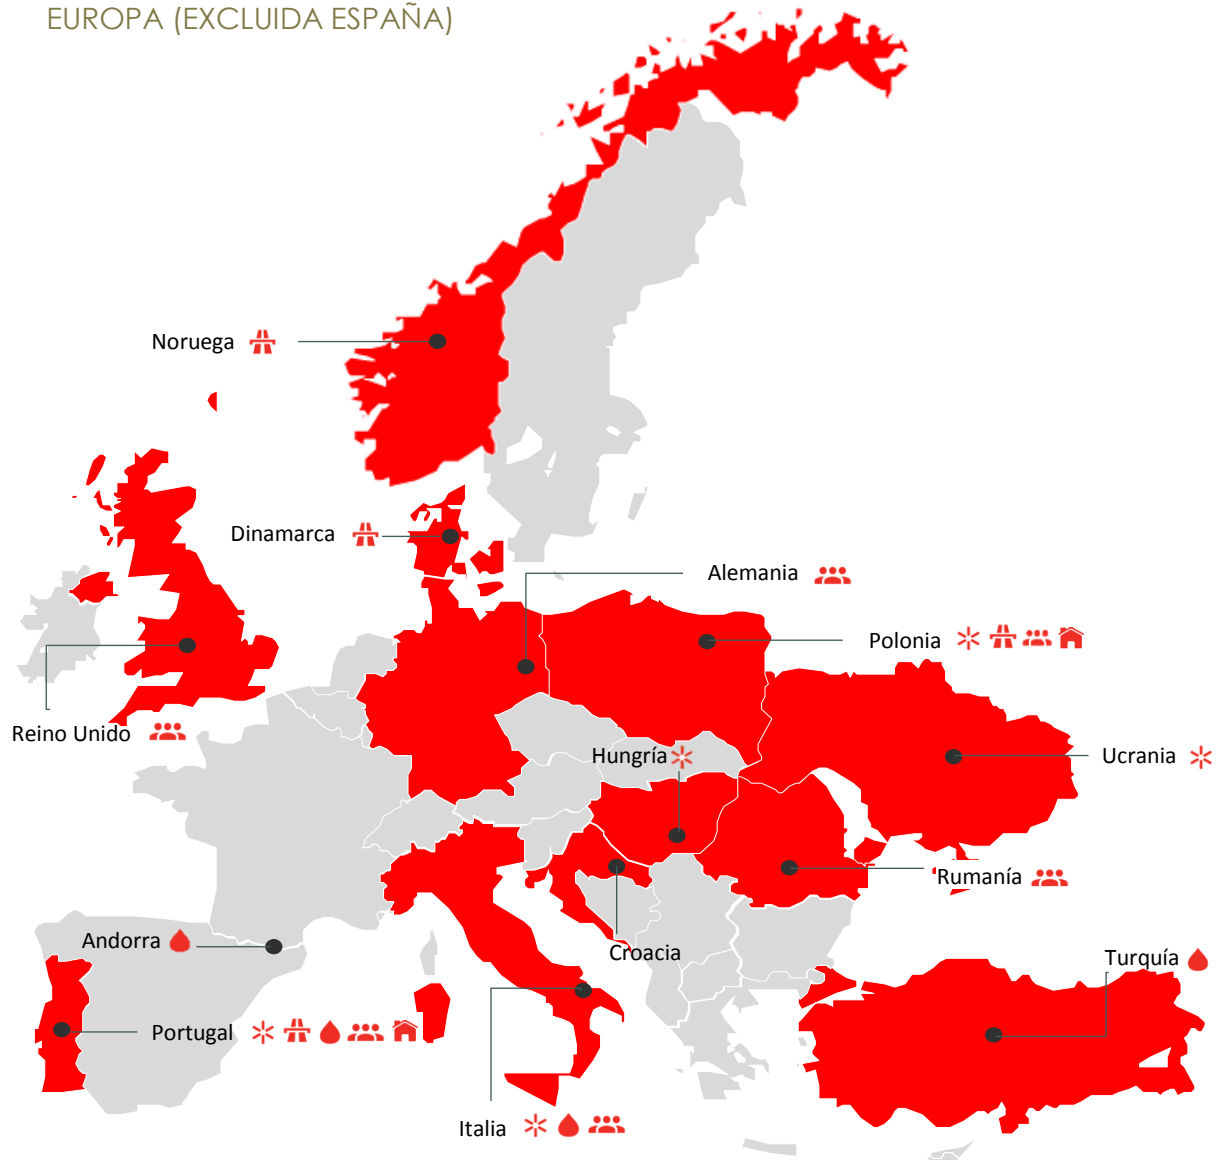 EUROPA (EXCLUIDA ESPAÑA)
Noruega
Dinamarca
Alemania
Polonia
Reino Unido
Hungría
Ucrania
Rumanía
Andorra
Croacia
Turquía
Portugal
Italia